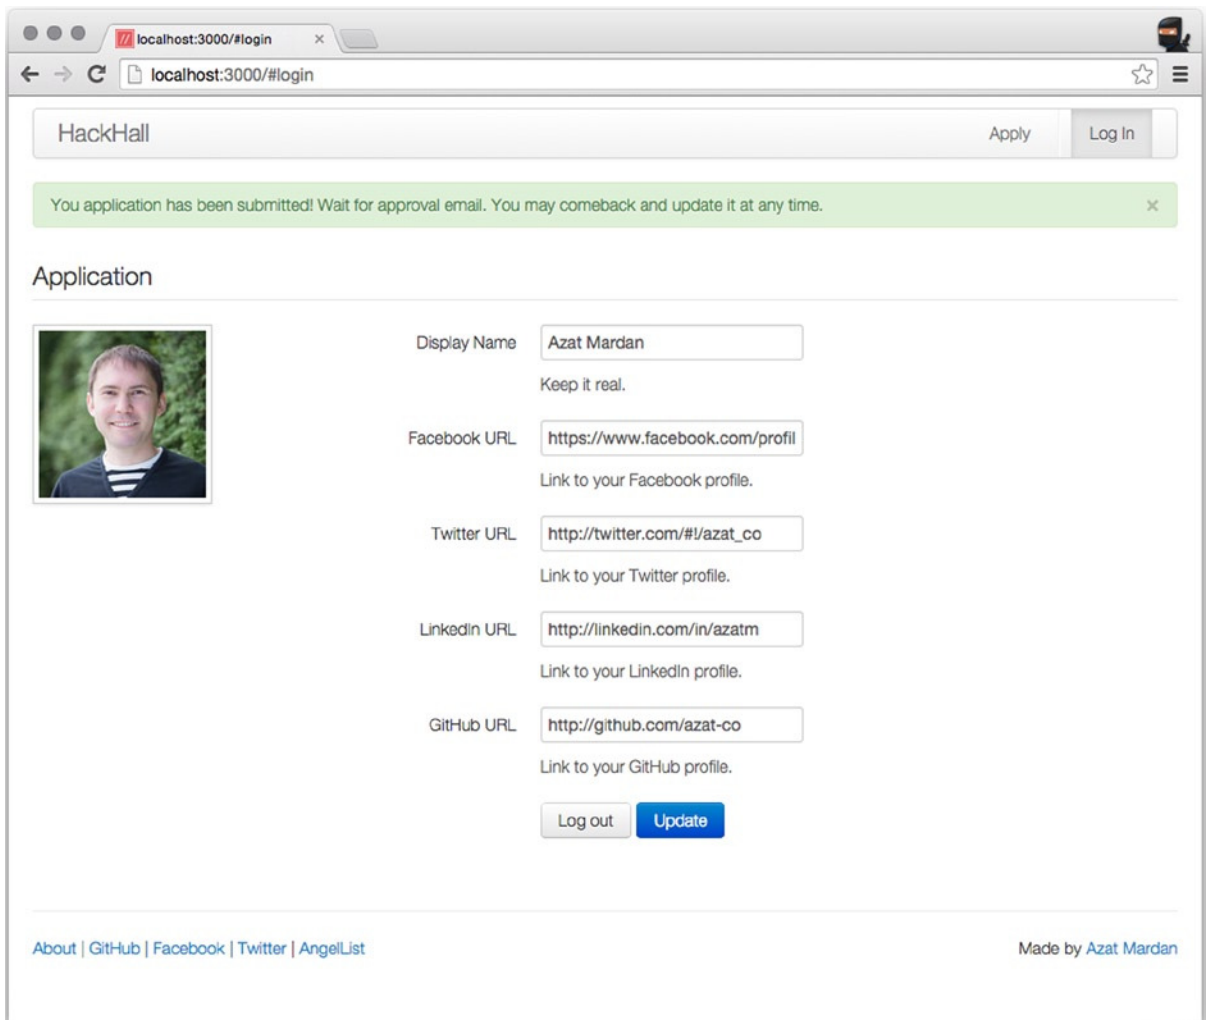 localhost:3000/#login
localhost:3000/#login
HackHall Apply Log In
You application has been submitted! Wait for approval email. You may comeback and update it at any time.
Application
Display Name Azat Mardan
Keep it real.
Facebook URL https://www.facebook.com/profil
Link to your Facebook profile.
Twitter URL http://twitter.com/#!/azat_co
Link to your Twitter profile.
LinkedIn URL http://linkedin.com/in/azatm
Link to your LinkedIn profile.
GitHub URL http://github.com/azat-co
Link to your GitHub profile.
Log out Update
About | GitHub | Facebook | Twitter | AngelList Made by Azat Mardan